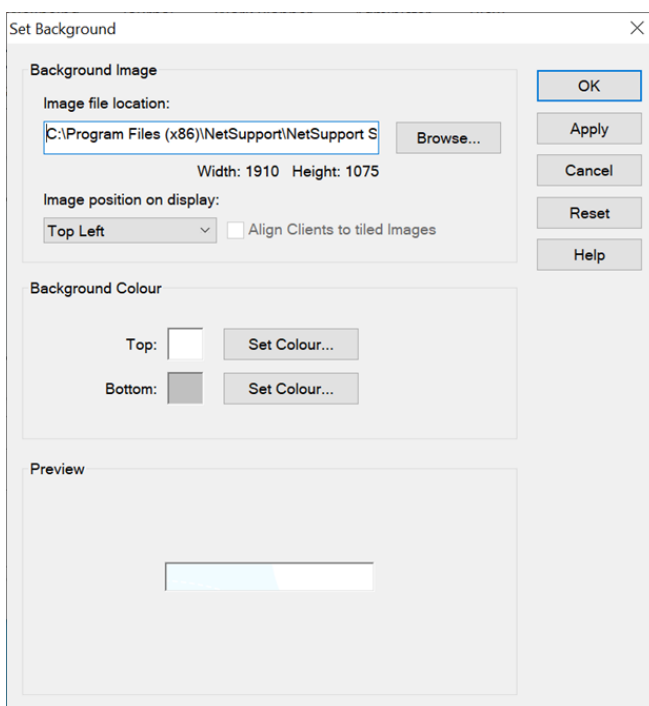 Set Background
Background Image
Image file location:
C:\Program Files (x86)\NetSupport\NetSupport S
Browse...
Width: 1910 Height: 1075
Image position on display:
Top Left
Align Clients to tiled Images
Background Colour
Top:
Set Colour...
Bottom:
Set Colour...
Preview
OK
Apply
Cancel
Reset
Help